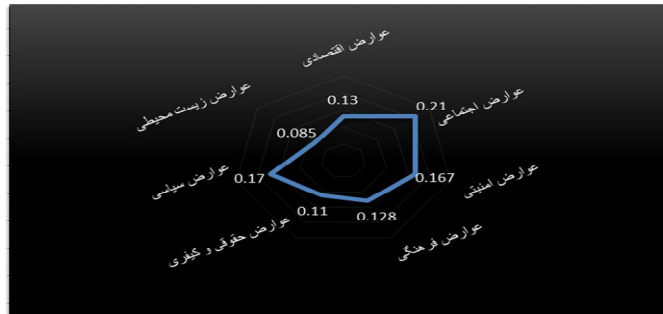 عوارض اقتصادی
0.13
عوارض اجتماعی
0.21
عوارض امنیتی
0.167
عوارض فرهنگی
0.128
عوارض حقوقی و کیفری
0.11
عوارض سیاسی
0.17
عوارض زیست محیطی
0.085